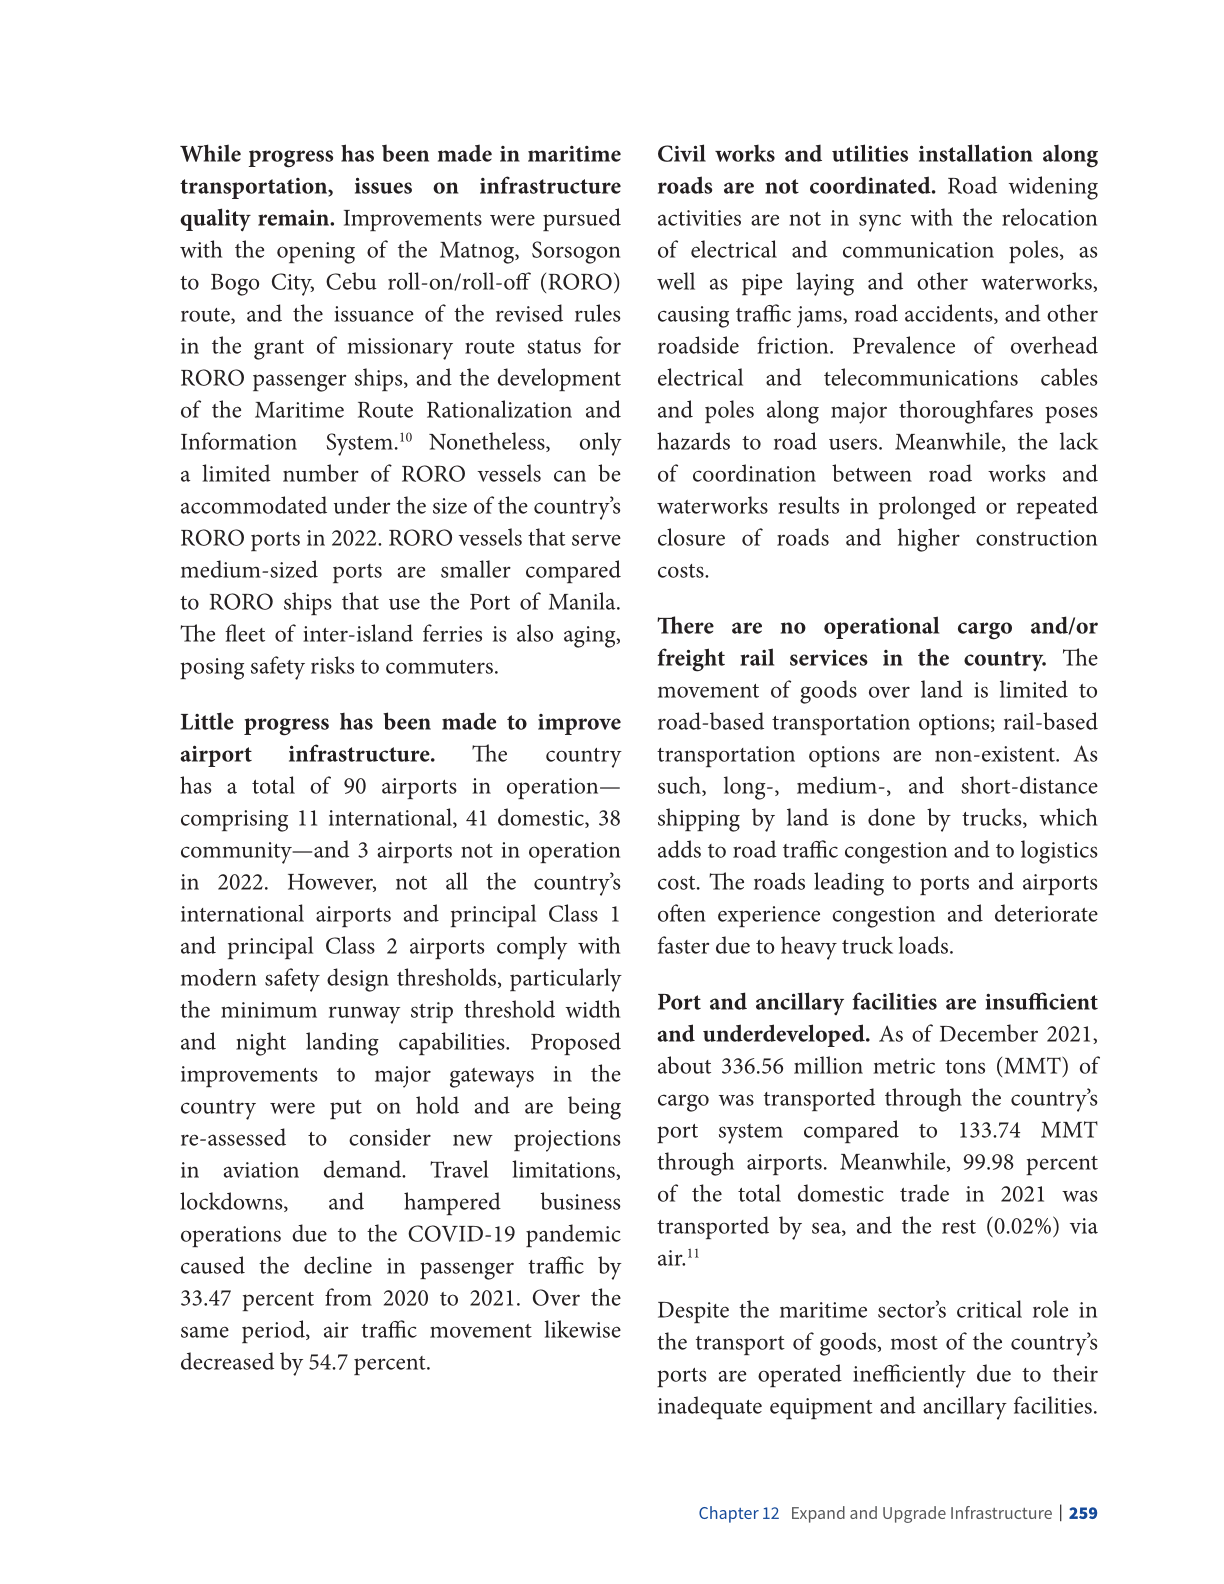 While progress has been made in maritime
transportation, issues on infrastructure
quality remain. Improvements were pursued
with the opening of the Matnog, Sorsogon
to Bogo City, Cebu roll-on/roll-off (RORO)
route, and the issuance of the revised rules
in the grant of missionary route status for
RORO passenger ships, and the development
of the Maritime Route Rationalization and
Information System.¹⁰ Nonetheless, only
a limited number of RORO vessels can be
accommodated under the size of the country’s
RORO ports in 2022. RORO vessels that serve
medium-sized ports are smaller compared
to RORO ships that use the Port of Manila.
The fleet of inter-island ferries is also aging,
posing safety risks to commuters.
Little progress has been made to improve
airport infrastructure. The country
has a total of 90 airports in operation—
comprising 11 international, 41 domestic, 38
community—and 3 airports not in operation
in 2022. However, not all the country’s
international airports and principal Class 1
and principal Class 2 airports comply with
modern safety design thresholds, particularly
the minimum runway strip threshold width
and night landing capabilities. Proposed
improvements to major gateways in the
country were put on hold and are being
re-assessed to consider new projections
in aviation demand. Travel limitations,
lockdowns, and hampered business
operations due to the COVID-19 pandemic
caused the decline in passenger traffic by
33.47 percent from 2020 to 2021. Over the
same period, air traffic movement likewise
decreased by 54.7 percent.
Civil works and utilities installation along
roads are not coordinated. Road widening
activities are not in sync with the relocation
of electrical and communication poles, as
well as pipe laying and other waterworks,
causing traffic jams, road accidents, and other
roadside friction. Prevalence of overhead
electrical and telecommunications cables
and poles along major thoroughfares poses
hazards to road users. Meanwhile, the lack
of coordination between road works and
waterworks results in prolonged or repeated
closure of roads and higher construction
costs.
There are no operational cargo and/or
freight rail services in the country. The
movement of goods over land is limited to
road-based transportation options; rail-based
transportation options are non-existent. As
such, long-, medium-, and short-distance
shipping by land is done by trucks, which
adds to road traffic congestion and to logistics
cost. The roads leading to ports and airports
often experience congestion and deteriorate
faster due to heavy truck loads.
Port and ancillary facilities are insufficient
and underdeveloped. As of December 2021,
about 336.56 million metric tons (MMT) of
cargo was transported through the country’s
port system compared to 133.74 MMT
through airports. Meanwhile, 99.98 percent
of the total domestic trade in 2021 was
transported by sea, and the rest (0.02%) via
air.¹¹
Despite the maritime sector’s critical role in
the transport of goods, most of the country’s
ports are operated inefficiently due to their
inadequate equipment and ancillary facilities.
Chapter 12 Expand and Upgrade Infrastructure | 259